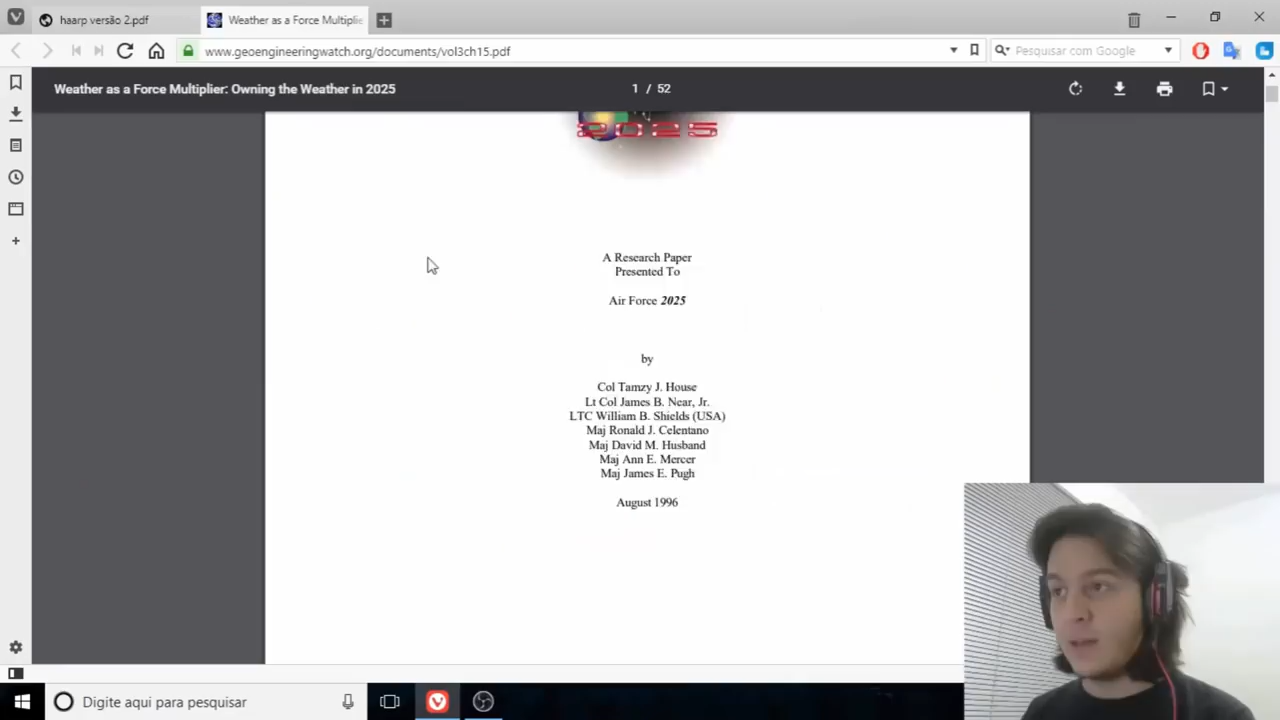 haarp versão 2.pdf
Weather as a Force Multiplie
www.geoengineeringwatch.org/documents/vol3ch15.pdf
Pesquisar com Google
Weather as a Force Multiplier: Owning the Weather in 2025
1 / 52
2025
A Research Paper
Presented To
Air Force 2025
by
Col Tamzy J. House
Lt Col James B. Near, Jr.
LTC William B. Shields (USA)
Maj Ronald J. Celentano
Maj David M. Husband
Maj Ann E. Mercer
Maj James E. Pugh
August 1996
Digite aqui para pesquisar